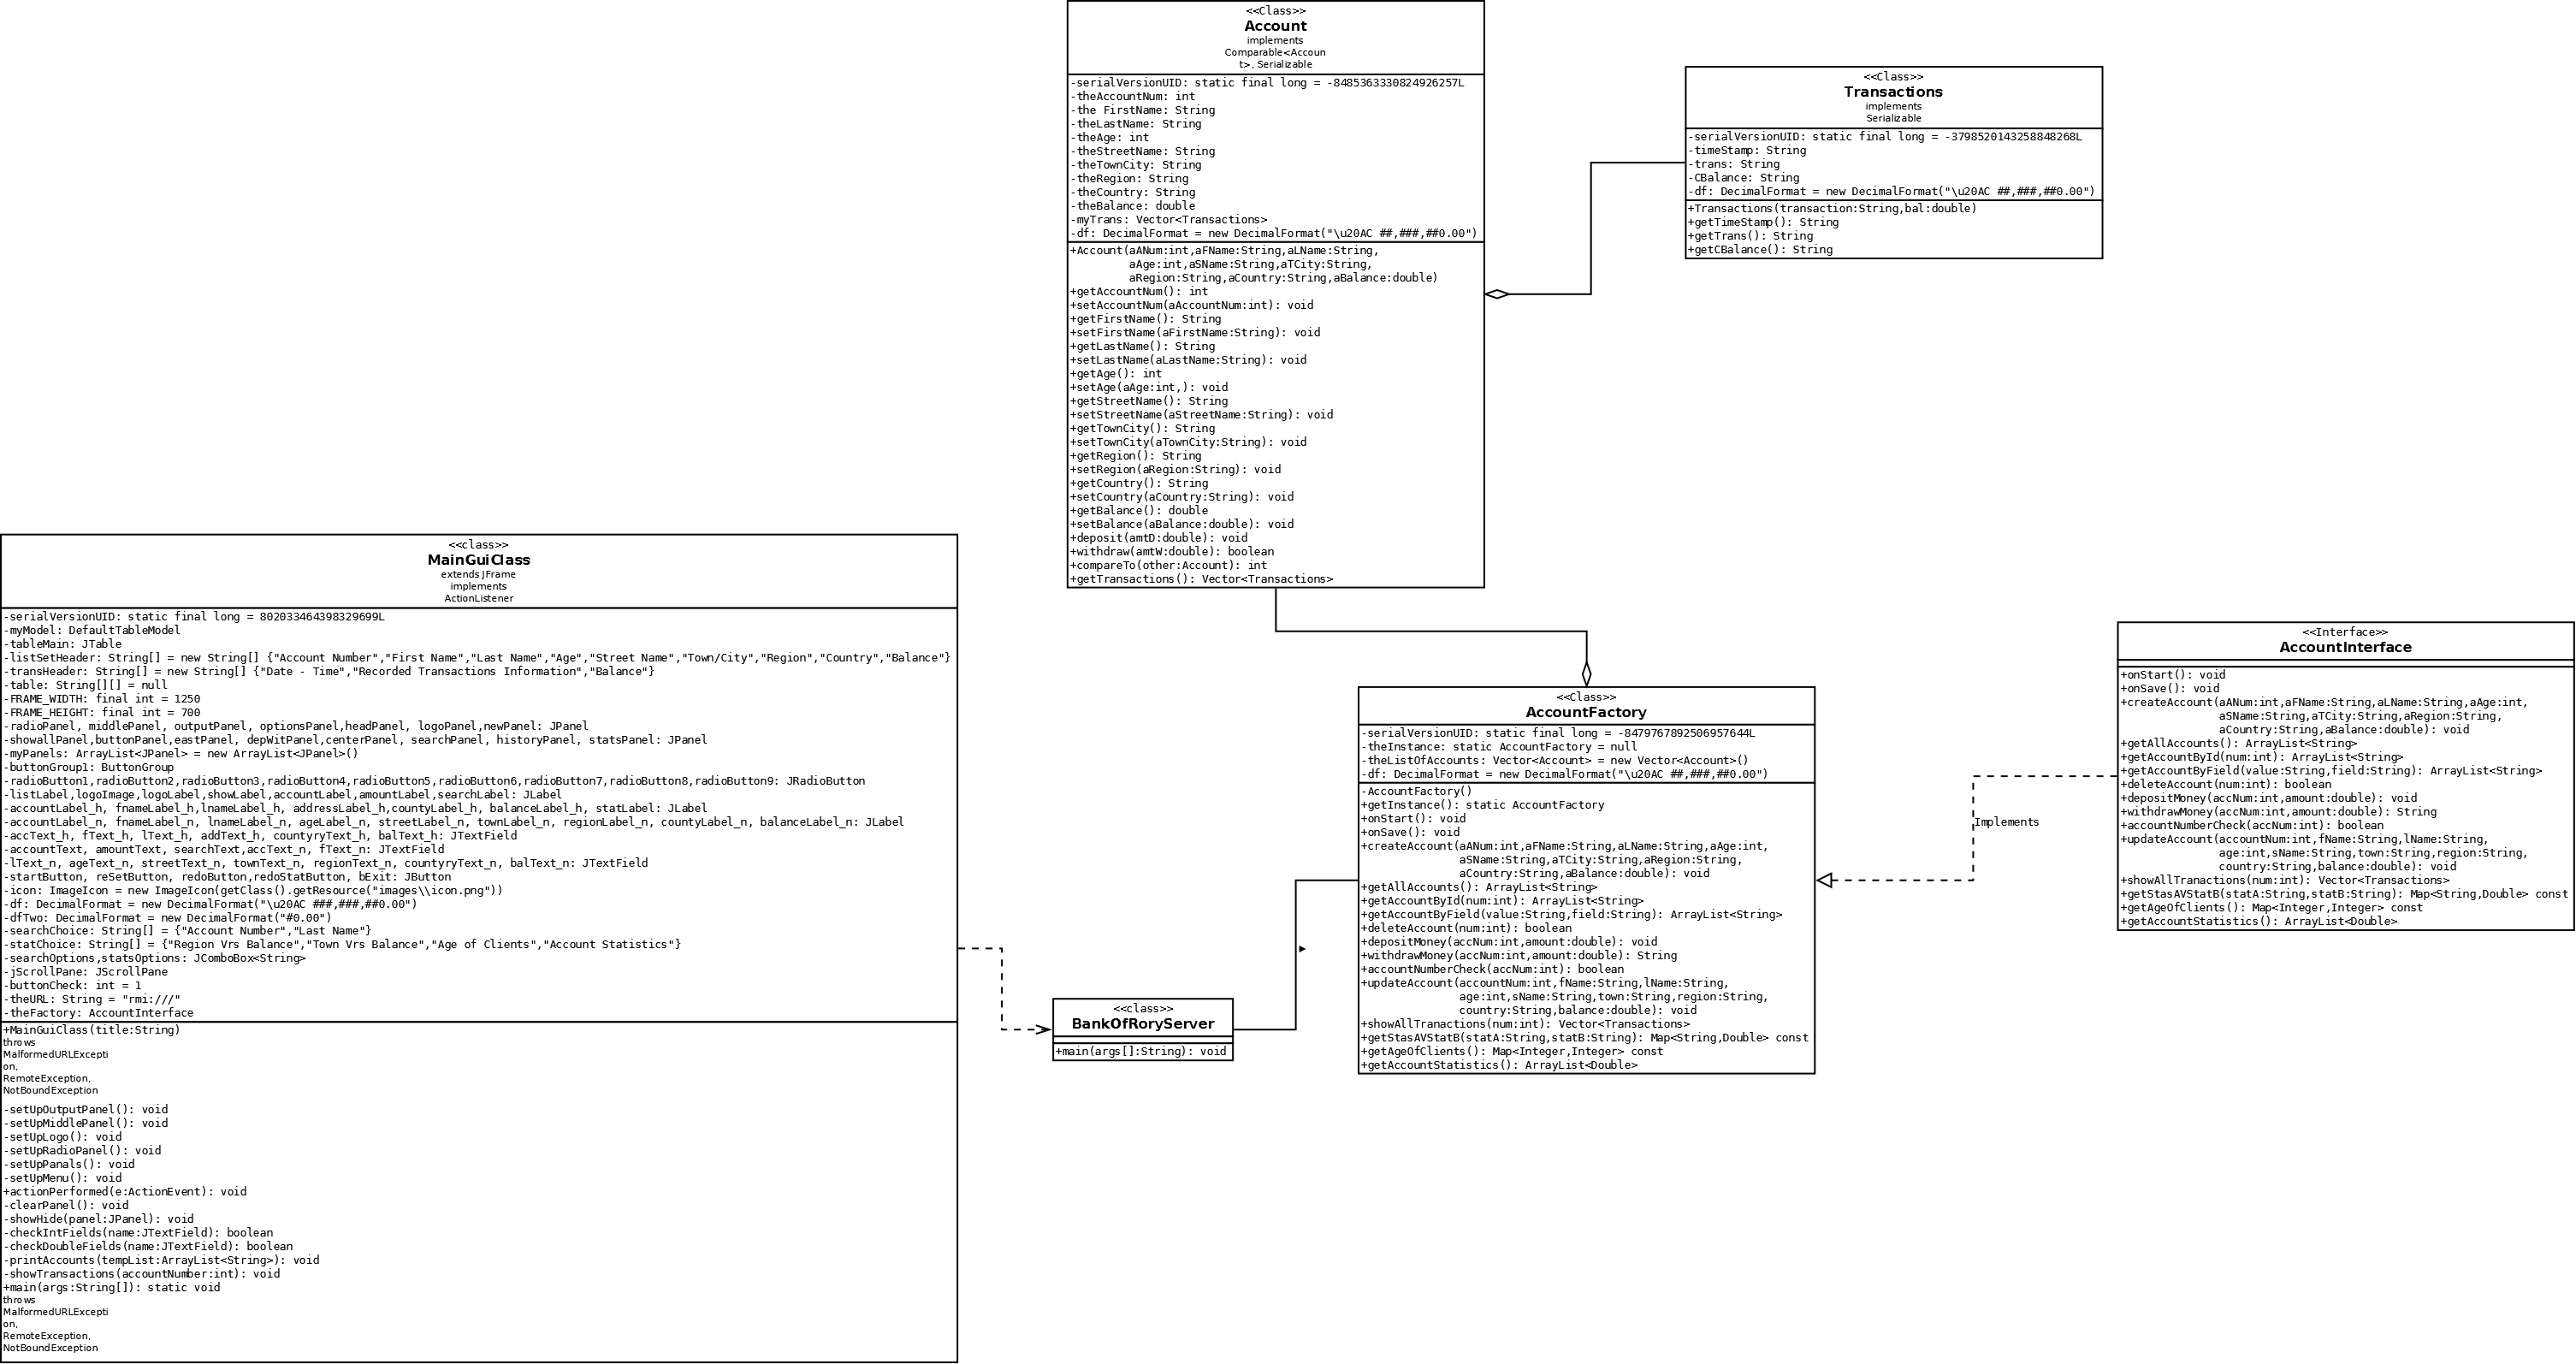 <<Class>>
Account
implements
Comparable<Accoun
t>, Serializable
-serialVersionUID: static final long = -8485363330824926257L
-theAccountNum: int
-the FirstName: String
-theLastName: String
-theAge: int
-theStreetName: String
-theTownCity: String
-theRegion: String
-theCountry: String
-theBalance: double
-myTrans: Vector<Transactions>
-df: DecimalFormat = new DecimalFormat("\u20AC ##,###,##0.00")
+Account(aANum:int,aFName:String,aLName:String,
aAge:int,aSName:String,aTCity:String,
aRegion:String,aCountry:String,aBalance:double)
+getAccountNum(): int
+setAccountNum(aAccountNum:int): void
+getFirstName(): String
+setFirstName(aFirstName:String): void
+getLastName(): String
+setLastName(aLastName:String): void
+getAge(): int
+setAge(aAge:int,): void
+getStreetName(): String
+setStreetName(aStreetName:String): void
+getTownCity(): String
+setTownCity(aTownCity:String): void
+getRegion(): String
+setRegion(aRegion:String): void
+getCountry(): String
+setCountry(aCountry:String): void
+getBalance(): double
+setBalance(aBalance:double): void
+deposit(amtD:double): void
+withdraw(amtW:double): boolean
+compareTo(other:Account): int
+getTransactions(): Vector<Transactions>
<<Class>>
Transactions
implements
Serializable
-serialVersionUID: static final long = -3798520143258848268L
-timeStamp: String
-trans: String
-CBalance: String
-df: DecimalFormat = new DecimalFormat("\u20AC ##,###,##0.00")
+Transactions(transaction:String,bal:double)
+getTimeStamp(): String
+getTrans(): String
+getCBalance(): String
<<class>>
MainGuiClass
extends JFrame
implements
ActionListener
-serialVersionUID: static final long = 802033464398329699L
-myModel: DefaultTableModel
-tableMain: JTable
-listSetHeader: String[] = new String[] {"Account Number","First Name","Last Name","Age","Street Name","Town/City","Region","Country","Balance"}
-transHeader: String[] = new String[] {"Date - Time","Recorded Transactions Information","Balance"}
-table: String[][] = null
-FRAME_WIDTH: final int = 1250
-FRAME_HEIGHT: final int = 700
-radioPanel, middlePanel, outputPanel, optionsPanel,headPanel, logoPanel,newPanel: JPanel
-showallPanel,buttonPanel,eastPanel, depWitPanel,centerPanel, searchPanel, historyPanel, statsPanel: JPanel
-myPanels: ArrayList<JPanel> = new ArrayList<JPanel>()
-buttonGroup1: ButtonGroup
-radioButton1,radioButton2,radioButton3,radioButton4,radioButton5,radioButton6,radioButton7,radioButton8,radioButton9: JRadioButton
-listLabel,logoImage,logoLabel,showLabel,accountLabel,amountLabel,searchLabel: JLabel
-accountLabel_h, fnameLabel_h,lnameLabel_h, addressLabel_h,countyLabel_h, balanceLabel_h, statLabel: JLabel
-accountLabel_n, fnameLabel_n, lnameLabel_n, ageLabel_n, streetLabel_n, townLabel_n, regionLabel_n, countyLabel_n, balanceLabel_n: JLabel
-accText_h, fText_h, lText_h, addText_h, countyryText_h, balText_h: JTextField
-accountText, amountText, searchText,accText_n, fText_n: JTextField
-lText_n, ageText_n, streetText_n, townText_n, regionText_n, countyryText_n, balText_n: JTextField
-startButton, reSetButton, redoButton,redoStatButton, bExit: JButton
-icon: ImageIcon = new ImageIcon(getClass().getResource("images\\icon.png"))
-df: DecimalFormat = new DecimalFormat("\u20AC ###,###,##0.00")
-dfTwo: DecimalFormat = new DecimalFormat("#0.00")
-searchChoice: String[] = {"Account Number","Last Name"}
-statChoice: String[] = {"Region Vrs Balance","Town Vrs Balance","Age of Clients","Account Statistics"}
-searchOptions,statsOptions: JComboBox<String>
-jScrollPane: JScrollPane
-buttonCheck: int = 1
-theURL: String = "rmi:///"
-theFactory: AccountInterface
+MainGuiClass(title:String)
throws
MalformedURLExcepti
on,
RemoteException,
NotBoundException
-setUpOutputPanel(): void
-setUpMiddlePanel(): void
-setUpLogo(): void
-setUpRadioPanel(): void
-setUpPanals(): void
-setUpMenu(): void
+actionPerformed(e:ActionEvent): void
-clearPanel(): void
-showHide(panel:JPanel): void
-checkIntFields(name:JTextField): boolean
-checkDoubleFields(name:JTextField): boolean
-printAccounts(tempList:ArrayList<String>): void
-showTransactions(accountNumber:int): void
+main(args:String[]): static void
throws
MalformedURLExcepti
on,
RemoteException,
NotBoundException
<<class>>
BankOfRoryServer
+main(args[]:String): void
<<Class>>
AccountFactory
-serialVersionUID: static final long = -8479767892506957644L
-theInstance: static AccountFactory = null
-theListOfAccounts: Vector<Account> = new Vector<Account>()
-df: DecimalFormat = new DecimalFormat("\u20AC ##,###,##0.00")
-AccountFactory()
+getInstance(): static AccountFactory
+onStart(): void
+onSave(): void
+createAccount(aANum:int,aFName:String,aLName:String,aAge:int,
aSName:String,aTCity:String,aRegion:String,
aCountry:String,aBalance:double): void
+getAllAccounts(): ArrayList<String>
+getAccountById(num:int): ArrayList<String>
+getAccountByField(value:String,field:String): ArrayList<String>
+deleteAccount(num:int): boolean
+depositMoney(accNum:int,amount:double): void
+withdrawMoney(accNum:int,amount:double): String
+accountNumberCheck(accNum:int): boolean
+updateAccount(accountNum:int,fName:String,lName:String,
age:int,sName:String,town:String,region:String,
country:String,balance:double): void
+showAllTranactions(num:int): Vector<Transactions>
+getStasAVStatB(statA:String,statB:String): Map<String,Double> const
+getAgeOfClients(): Map<Integer,Integer> const
+getAccountStatistics(): ArrayList<Double>
Implements
<<Interface>>
AccountInterface
+onStart(): void
+onSave(): void
+createAccount(aANum:int,aFName:String,aLName:String,aAge:int,
aSName:String,aTCity:String,aRegion:String,
aCountry:String,aBalance:double): void
+getAllAccounts(): ArrayList<String>
+getAccountById(num:int): ArrayList<String>
+getAccountByField(value:String,field:String): ArrayList<String>
+deleteAccount(num:int): boolean
+depositMoney(accNum:int,amount:double): void
+withdrawMoney(accNum:int,amount:double): String
+accountNumberCheck(accNum:int): boolean
+updateAccount(accountNum:int,fName:String,lName:String,
age:int,sName:String,town:String,region:String,
country:String,balance:double): void
+showAllTranactions(num:int): Vector<Transactions>
+getStasAVStatB(statA:String,statB:String): Map<String,Double> const
+getAgeOfClients(): Map<Integer,Integer> const
+getAccountStatistics(): ArrayList<Double>